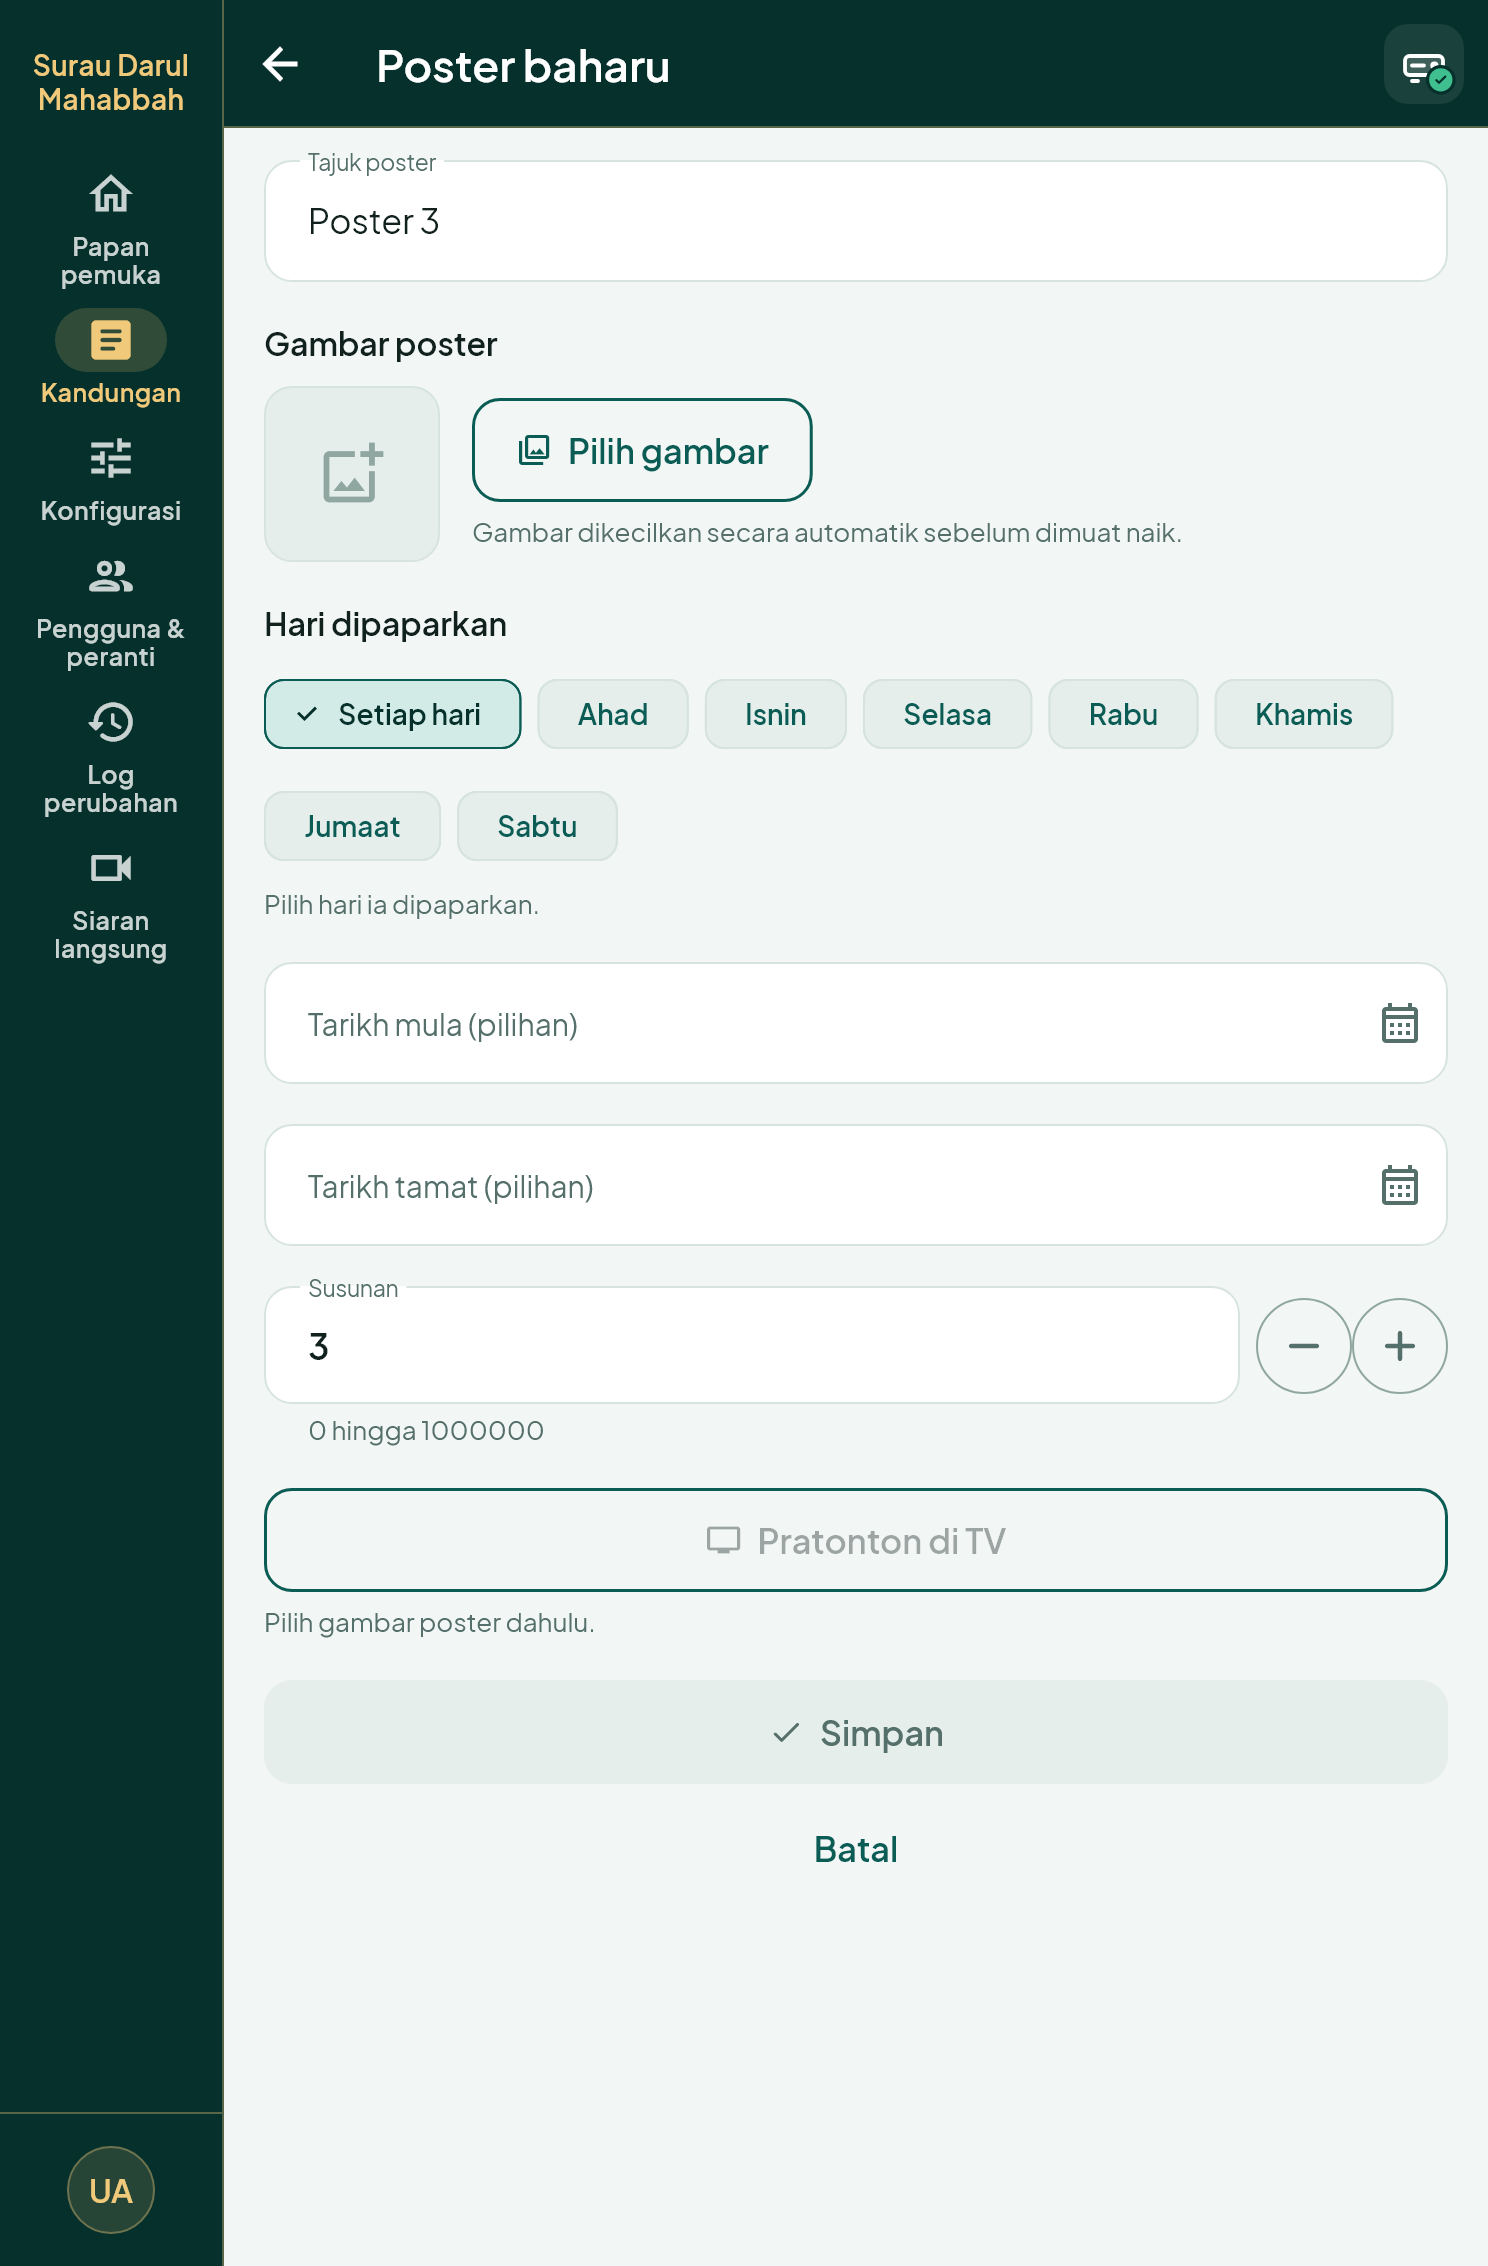 Surau Darul
Mahabbah
Papan
pemuka
Kandungan
Konfigurasi
Pengguna &
peranti
Log
perubahan
Siaran
langsung
UA
Poster baharu
Tajuk poster
Poster 3
Gambar poster
Pilih gambar
Gambar dikecilkan secara automatik sebelum dimuat naik.
Hari dipaparkan
Setiap hari
Ahad
Isnin
Selasa
Rabu
Khamis
Jumaat
Sabtu
Pilih hari ia dipaparkan.
Tarikh mula (pilihan)
Tarikh tamat (pilihan)
Susunan
3
0 hingga 1000000
Pratonton di TV
Pilih gambar poster dahulu.
Simpan
Batal